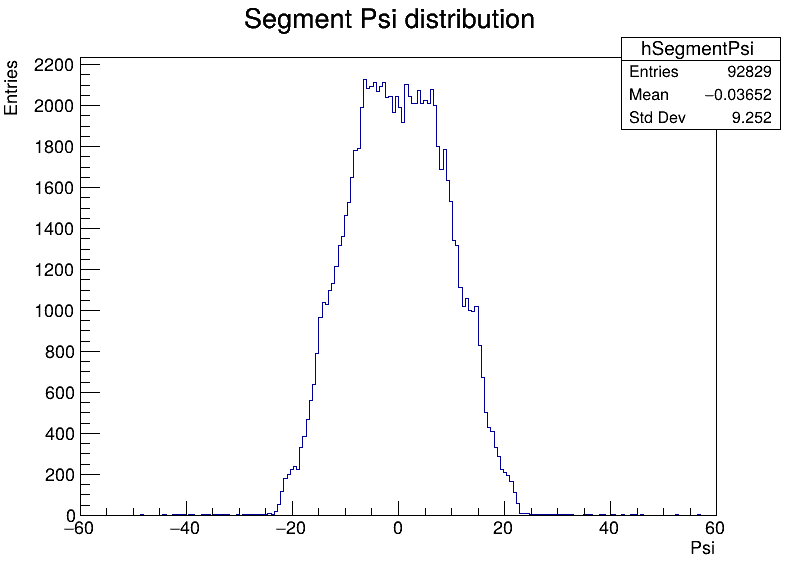 Segment Psi distribution
hSegmentPsi
Entries 92829
Mean −0.03652
Std Dev 9.252
Entries
2200
2000
1800
1600
1400
1200
1000
800
600
400
200
0
−60 −40 −20 0 20 40 60
Psi